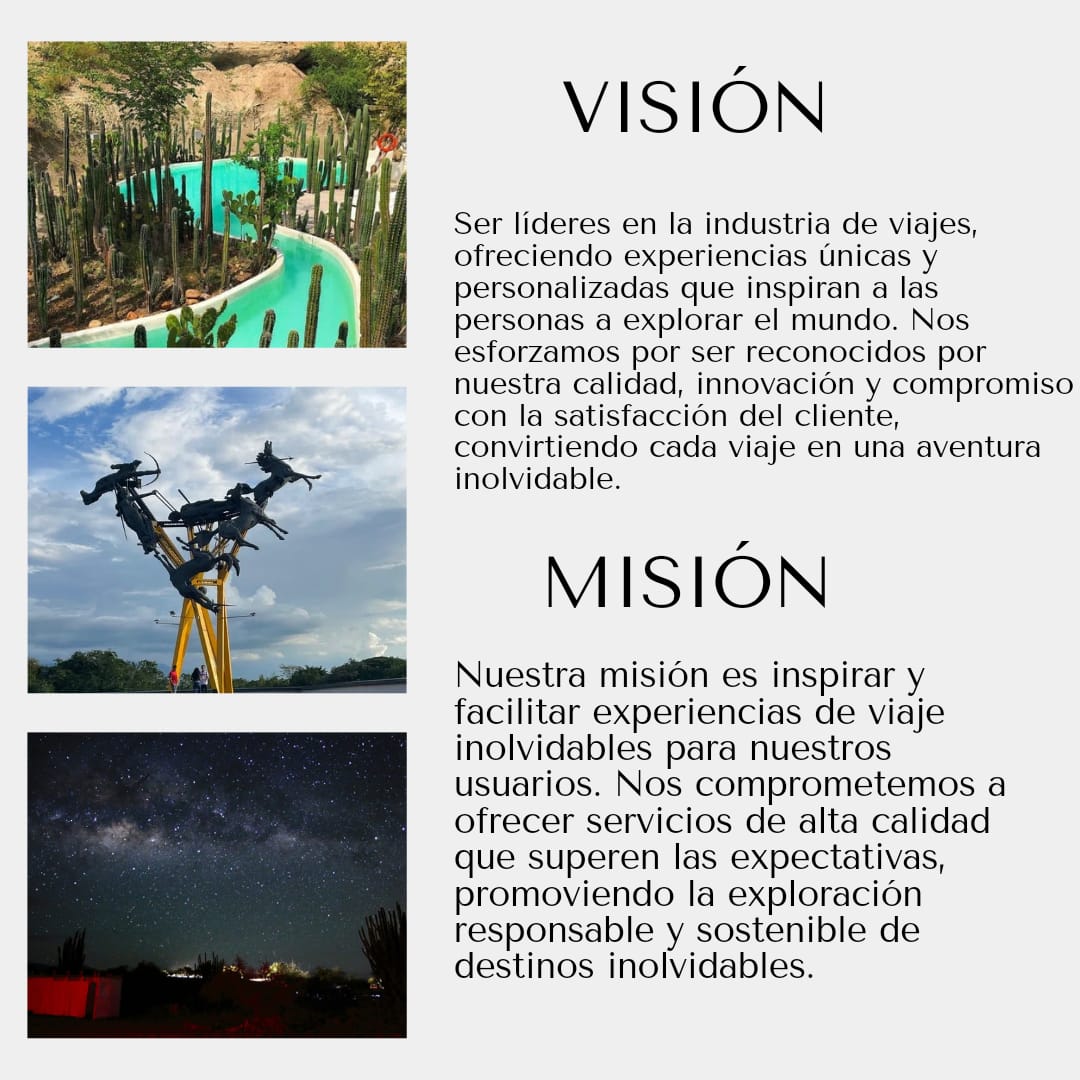 VISIÓN
Ser líderes en la industria de viajes,
ofreciendo experiencias únicas y
personalizadas que inspiran a las
personas a explorar el mundo. Nos
esforzamos por ser reconocidos por
nuestra calidad, innovación y compromiso
con la satisfacción del cliente,
convirtiendo cada viaje en una aventura
inolvidable.
MISIÓN
Nuestra misión es inspirar y
facilitar experiencias de viaje
inolvidables para nuestros
usuarios. Nos comprometemos a
ofrecer servicios de alta calidad
que superen las expectativas,
promoviendo la exploración
responsable y sostenible de
destinos inolvidables.